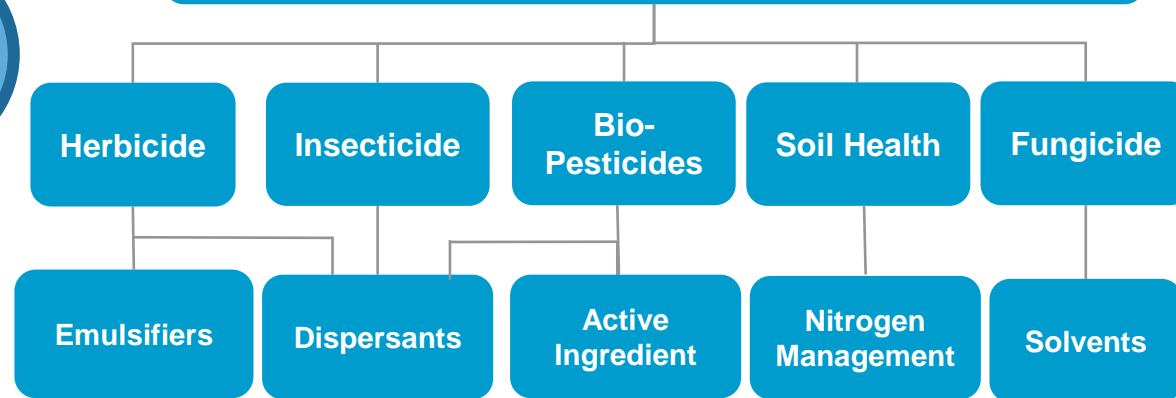 Herbicide
Insecticide
Bio-
Pesticides
Soil Health
Fungicide
Emulsifiers
Dispersants
Active
Ingredient
Nitrogen
Management
Solvents